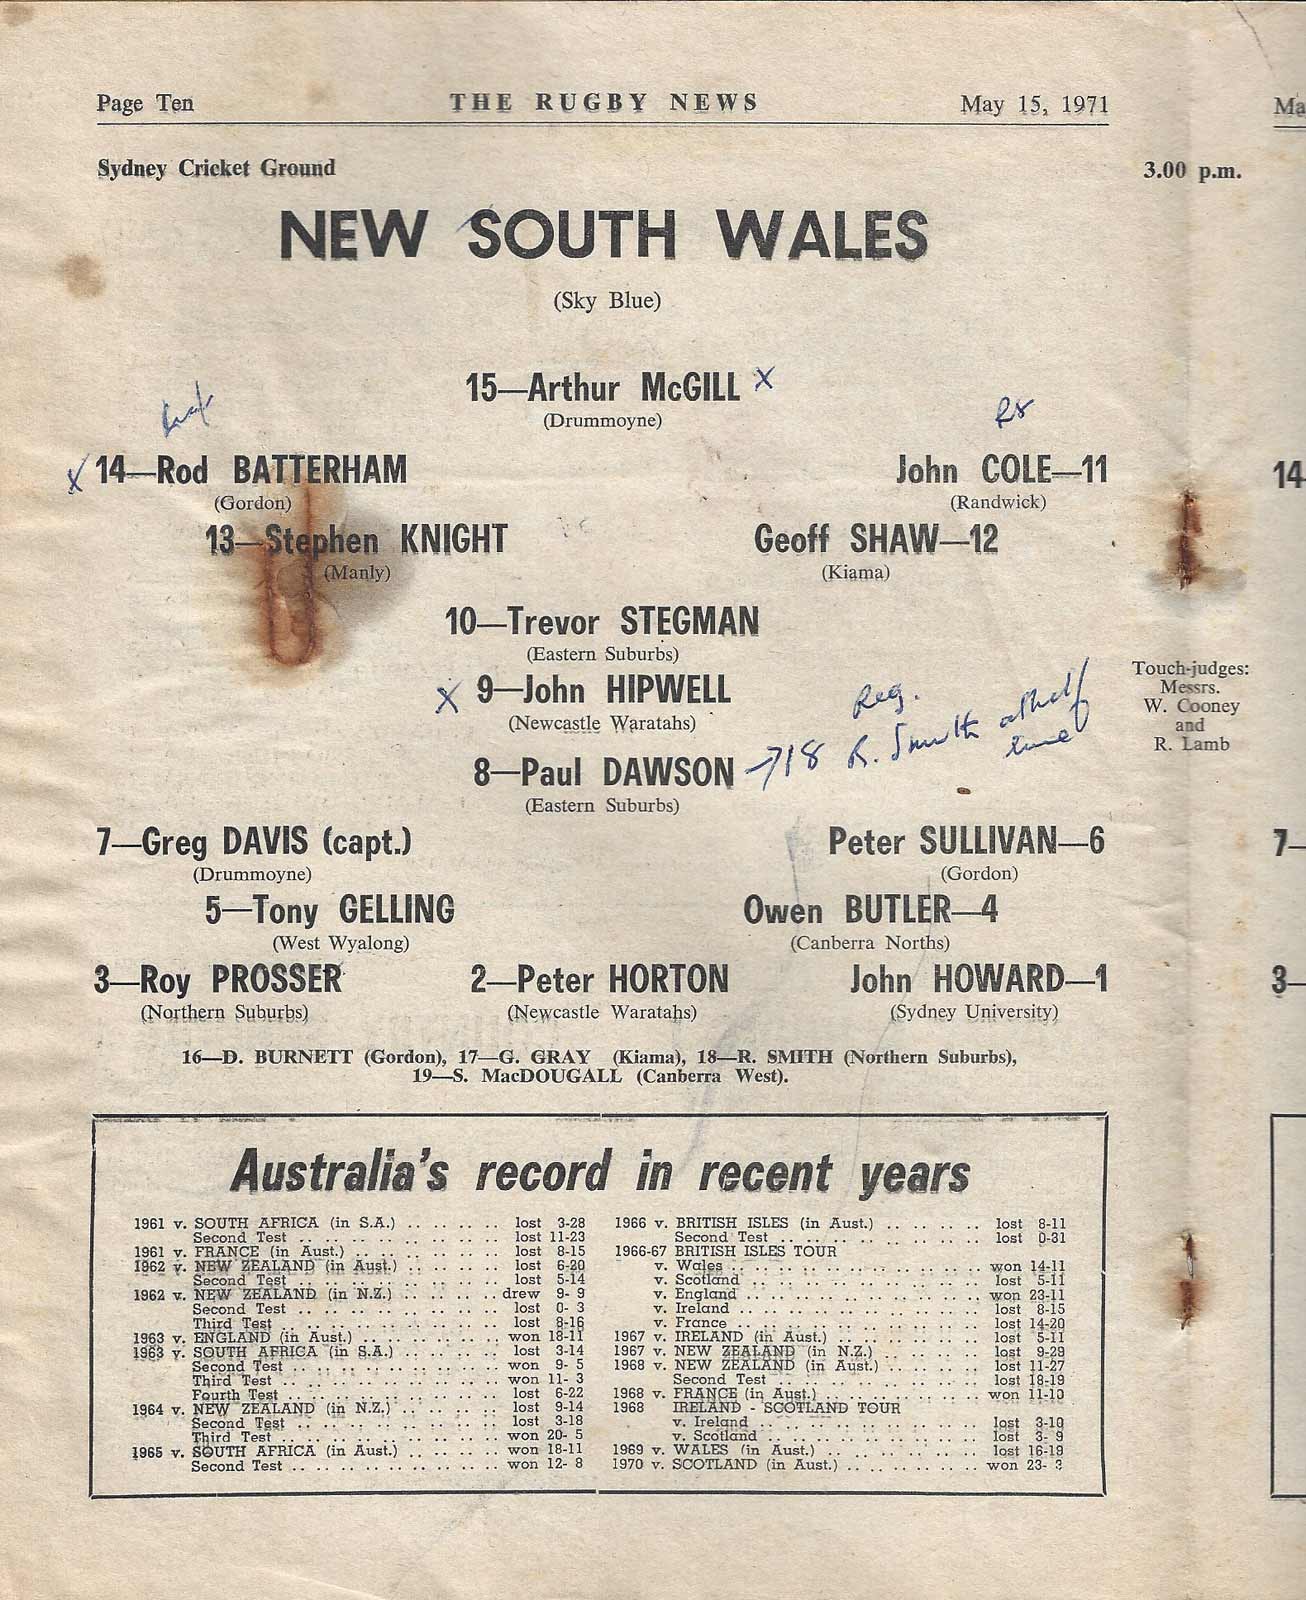 Page Ten THE RUGBY NEWS May 15, 1971 Ma
Sydney Cricket Ground 3.00 p.m.
NEW SOUTH WALES
(Sky Blue)
15—Arthur McGILL x
(Drummoyne)
x 14—Rod BATTERHAM John COLE—11 14-
(Gordon) (Randwick)
13—Stephen KNIGHT Geoff SHAW—12
(Manly) (Kiama)
10—Trevor STEGMAN
(Eastern Suburbs)
x 9—John HIPWELL Reg.
(Newcastle Waratahs)
8—Paul DAWSON →18 R. Smith at half time
(Eastern Suburbs)
Touch-judges:
Messrs.
W. Cooney
and
R. Lamb
7—Greg DAVIS (capt.) Peter SULLIVAN—6 7—
(Drummoyne) (Gordon)
5—Tony GELLING Owen BUTLER—4
(West Wyalong) (Canberra Norths)
3—Roy PROSSER 2—Peter HORTON John HOWARD—1 3—
(Northern Suburbs) (Newcastle Waratahs) (Sydney University)
16—D. BURNETT (Gordon), 17—G. GRAY (Kiama), 18—R. SMITH (Northern Suburbs),
19—S. MacDOUGALL (Canberra West).
Australia's record in recent years
1961 v. SOUTH AFRICA (in S.A.) .. .. .. .. lost 3-28
Second Test .. .. .. .. .. .. .. lost 11-23
1961 v. FRANCE (in Aust.) .. .. .. .. .. lost 8-15
1962 v. NEW ZEALAND (in Aust.) .. .. .. .. lost 6-20
Second Test .. .. .. .. .. .. .. lost 5-14
1962 v. NEW ZEALAND (in N.Z.) .. .. .. .. drew 9- 9
Second Test .. .. .. .. .. .. .. lost 0- 3
Third Test .. .. .. .. .. .. .. lost 8-16
1963 v. ENGLAND (in Aust.) .. .. .. .. .. won 18-11
1963 v. SOUTH AFRICA (in S.A.) .. .. .. .. lost 3-14
Second Test .. .. .. .. .. .. .. won 9- 5
Third Test .. .. .. .. .. .. .. won 11- 3
Fourth Test .. .. .. .. .. .. .. lost 6-22
1964 v. NEW ZEALAND (in N.Z.) .. .. .. .. lost 9-14
Second Test .. .. .. .. .. .. .. lost 3-18
Third Test .. .. .. .. .. .. .. won 20- 5
1965 v. SOUTH AFRICA (in Aust.) .. .. .. .. won 18-11
Second Test .. .. .. .. .. .. .. won 12- 8
1966 v. BRITISH ISLES (in Aust.) .. .. .. .. lost 8-11
Second Test .. .. .. .. .. .. .. lost 0-31
1966-67 BRITISH ISLES TOUR
v. Wales .. .. .. .. .. .. .. .. won 14-11
v. Scotland .. .. .. .. .. .. .. lost 5-11
v. England .. .. .. .. .. .. .. won 23-11
v. Ireland .. .. .. .. .. .. .. lost 8-15
v. France .. .. .. .. .. .. .. lost 14-20
1967 v. IRELAND (in Aust.) .. .. .. .. .. lost 5-11
1967 v. NEW ZEALAND (in N.Z.) .. .. .. .. lost 9-29
1968 v. NEW ZEALAND (in Aust.) .. .. .. .. lost 11-27
Second Test .. .. .. .. .. .. .. lost 18-19
1968 v. FRANCE (in Aust.) .. .. .. .. .. won 11-10
1968 IRELAND - SCOTLAND TOUR
v. Ireland .. .. .. .. .. .. .. lost 3-10
v. Scotland .. .. .. .. .. .. .. lost 3- 9
1969 v. WALES (in Aust.) .. .. .. .. .. lost 16-19
1970 v. SCOTLAND (in Aust.) .. .. .. .. won 23- 3